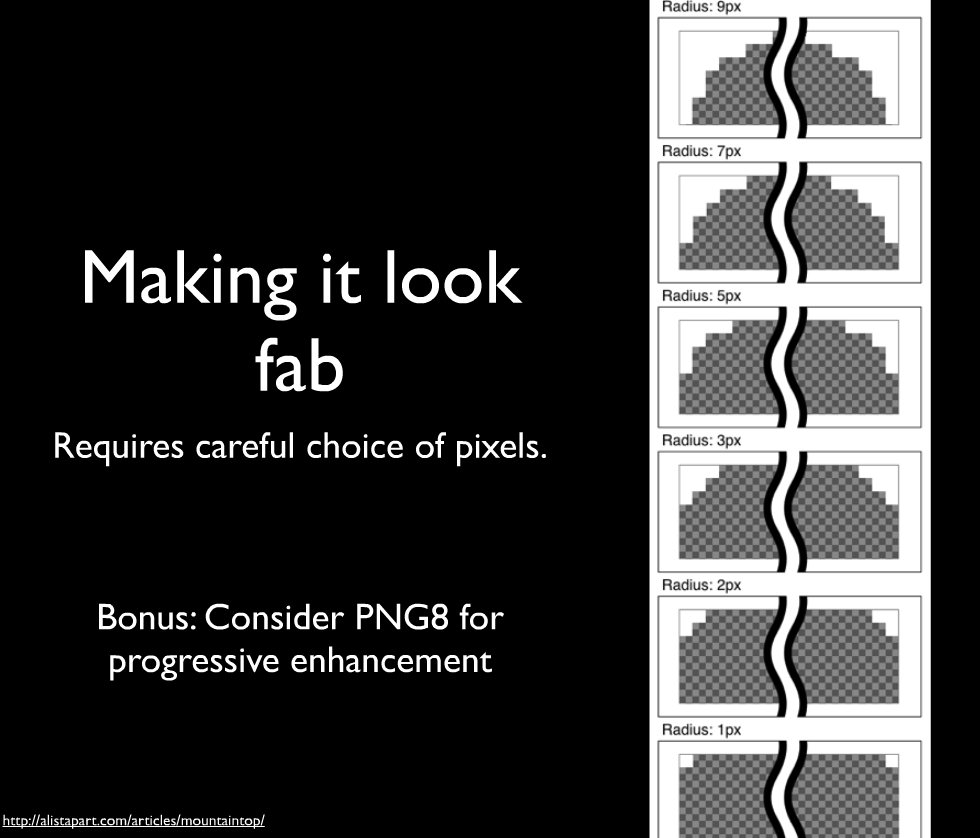 Making it look
fab
Requires careful choice of pixels.
Bonus: Consider PNG8 for
progressive enhancement
http://alistapart.com/articles/mountaintop/
Radius: 9px
Radius: 7px
Radius: 5px
Radius: 3px
Radius: 2px
Radius: 1px